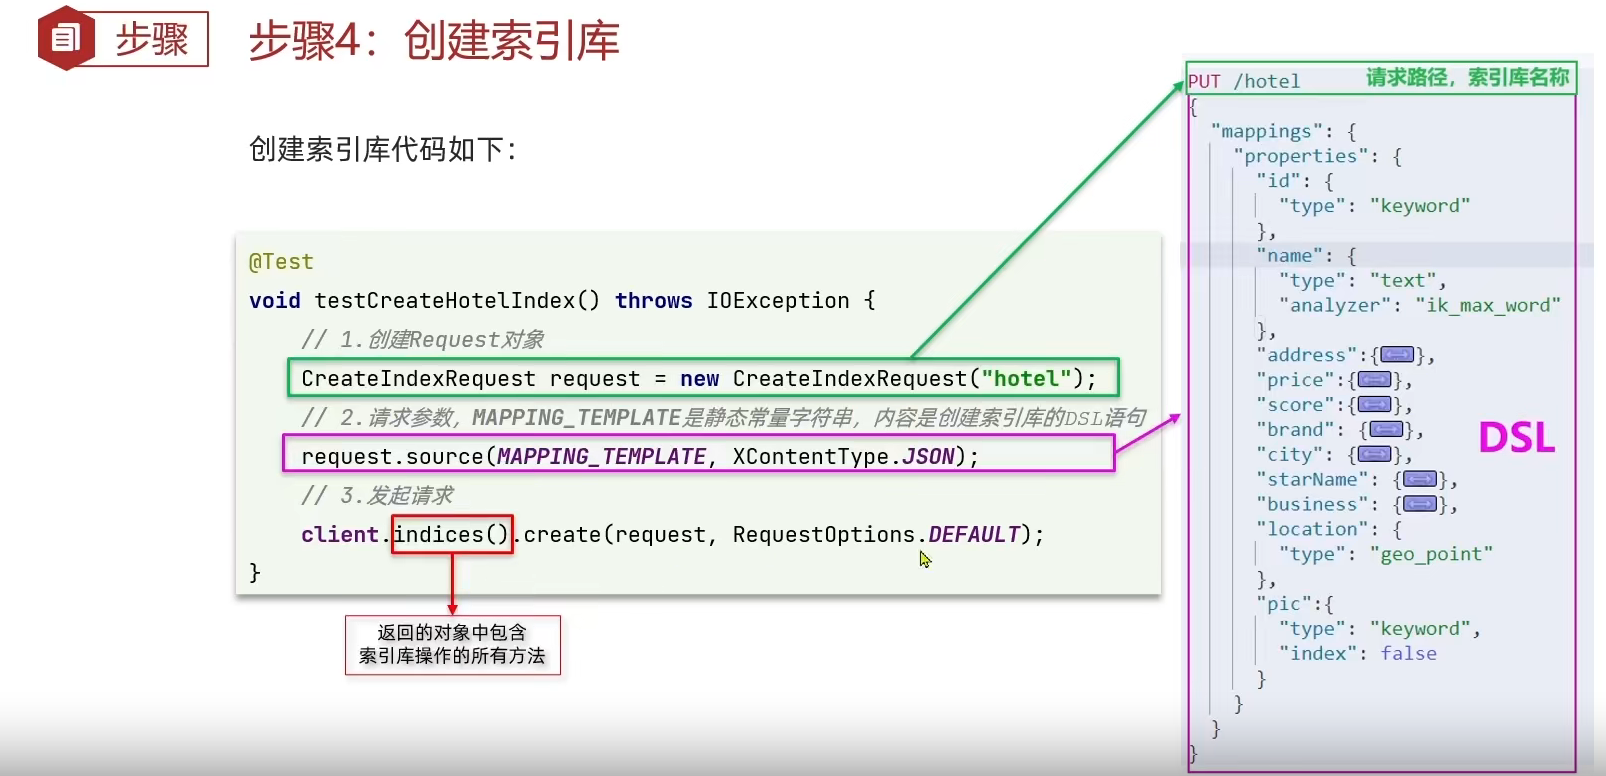 步骤
步骤4：创建索引库
创建索引库代码如下：
@Test
void testCreateHotelIndex() throws IOException {
// 1.创建Request对象
CreateIndexRequest request = new CreateIndexRequest("hotel");
// 2.请求参数，MAPPING_TEMPLATE是静态常量字符串，内容是创建索引库的DSL语句
request.source(MAPPING_TEMPLATE, XContentType.JSON);
// 3.发起请求
client.indices().create(request, RequestOptions.DEFAULT);
}
返回的对象中包含
索引库操作的所有方法
PUT /hotel 请求路径，索引库名称
{
"mappings": {
"properties": {
"id": {
"type": "keyword"
},
"name": {
"type": "text",
"analyzer": "ik_max_word"
},
"address":{},
"price":{},
"score":{},
"brand": {},
"city": {},
"starName": {},
"business": {},
"location": {
"type": "geo_point"
},
"pic":{
"type": "keyword",
"index": false
}
}
}
}
DSL